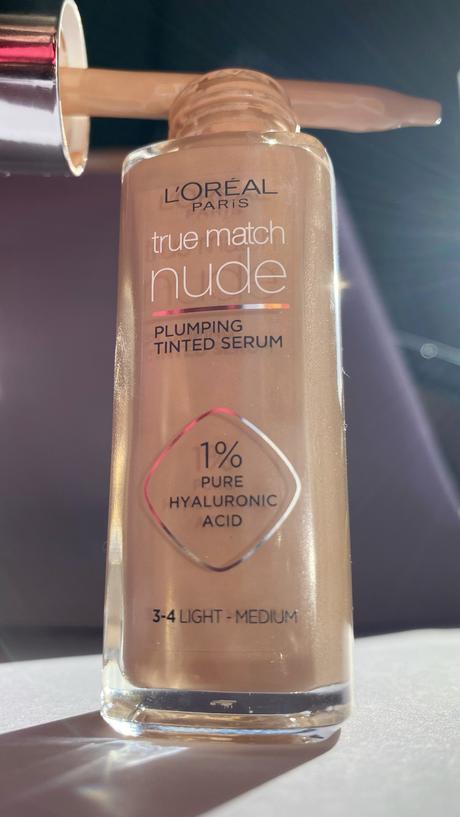 L'ORÉAL
PARIS
true match
nude
PLUMPING
TINTED SERUM
1%
PURE
HYALURONIC
ACID
3-4 LIGHT - MEDIUM